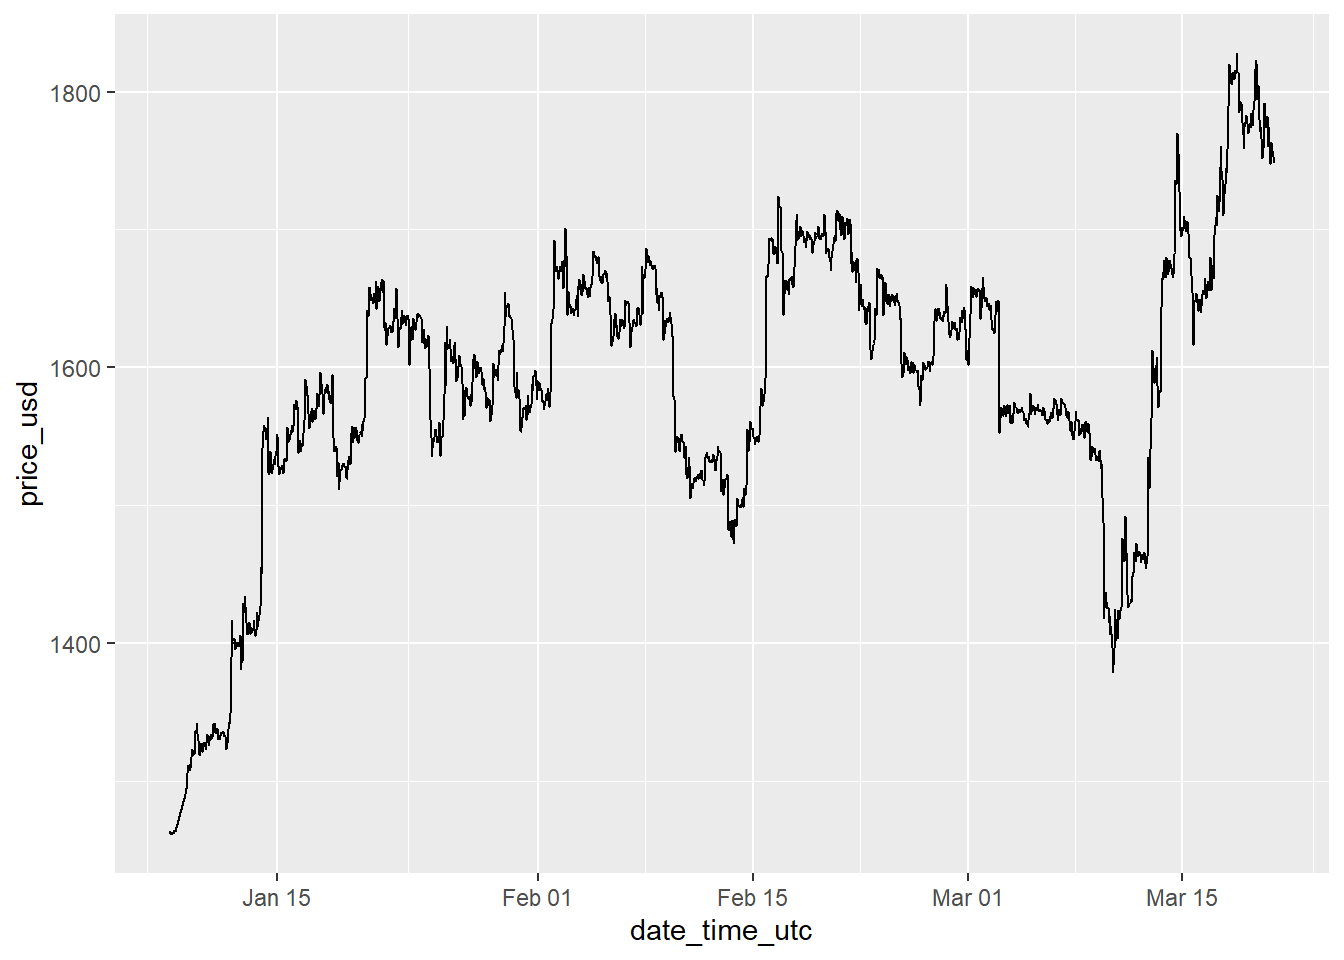 1800
1600
1400
price_usd
Jan 15
Feb 01
Feb 15
Mar 01
Mar 15
date_time_utc